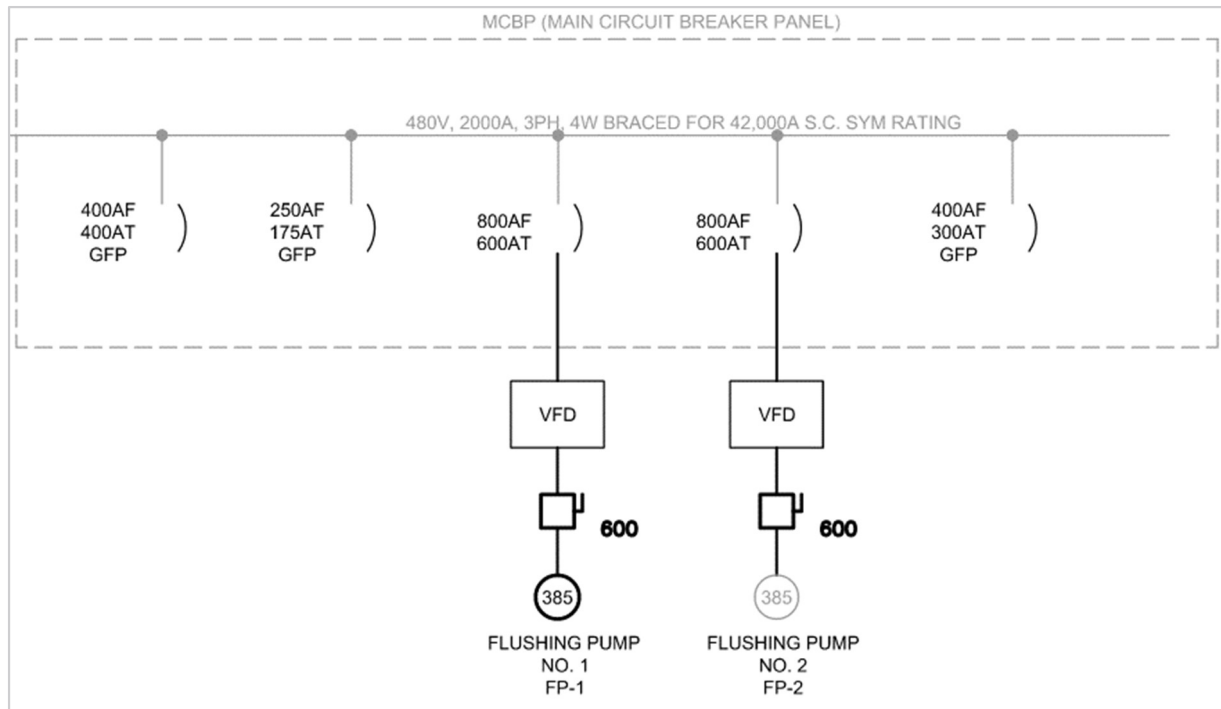 MCBP (MAIN CIRCUIT BREAKER PANEL)
480V, 2000A, 3PH, 4W BRACED FOR 42,000A S.C. SYM RATING
400AF
400AT
GFP
250AF
175AT
GFP
800AF
600AT
800AF
600AT
400AF
300AT
GFP
VFD
VFD
600
600
385
385
FLUSHING PUMP
NO. 1
FP-1
FLUSHING PUMP
NO. 2
FP-2